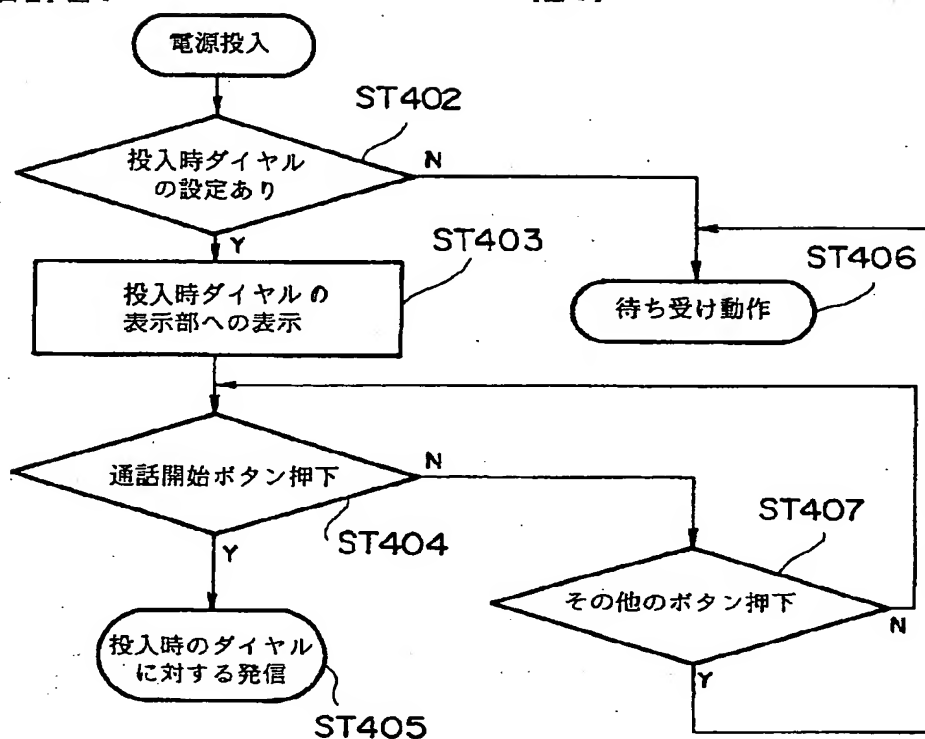 電源投入
ST402
投入時ダイヤル
の設定あり
N
Y
ST403
投入時ダイヤルの
表示部への表示
ST406
待ち受け動作
通話開始ボタン押下
N
ST404
Y
ST407
その他のボタン押下
N
Y
投入時のダイヤル
に対する発信
ST405